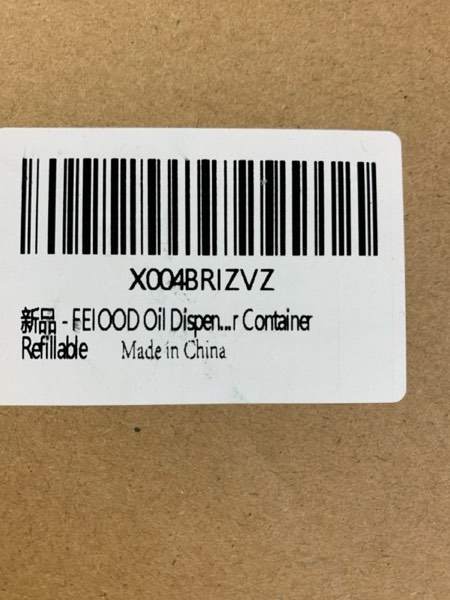 X004BRIZVZ
新品 - FEIOOD Oil Dispen...r Container
Refillable Made in China